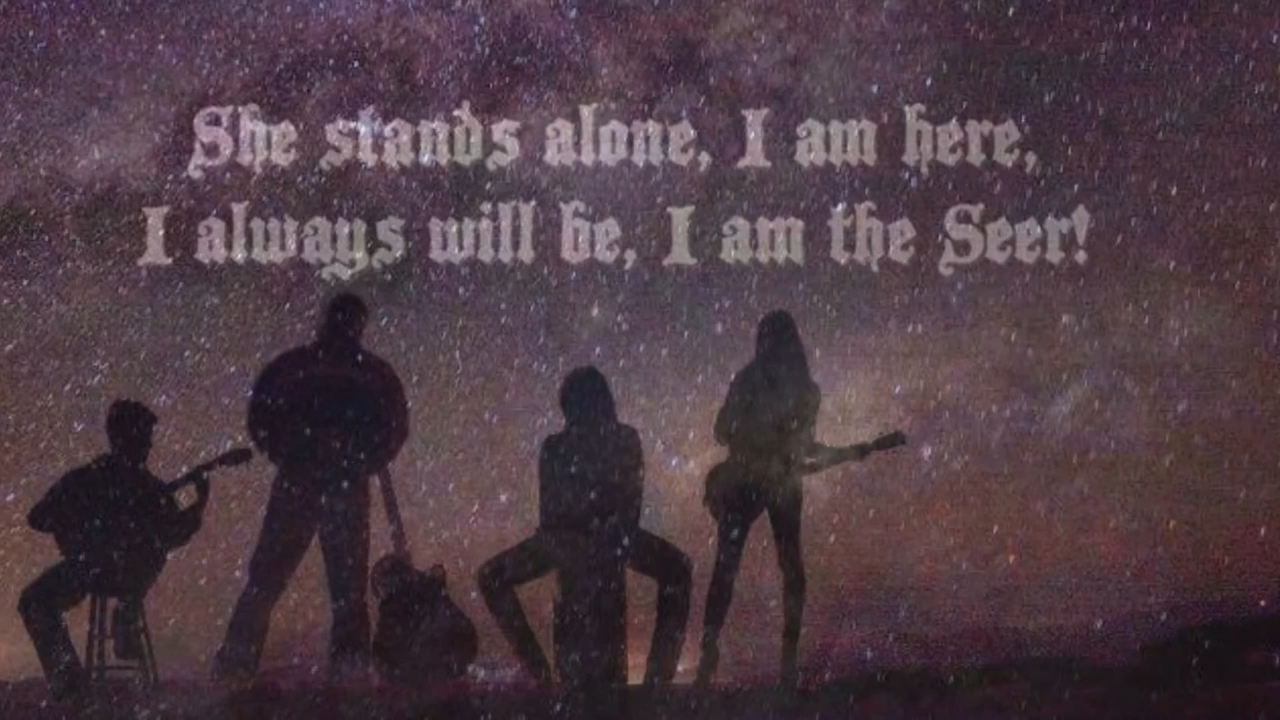 She stands alone, I am here,
I always will be, I am the Seer!